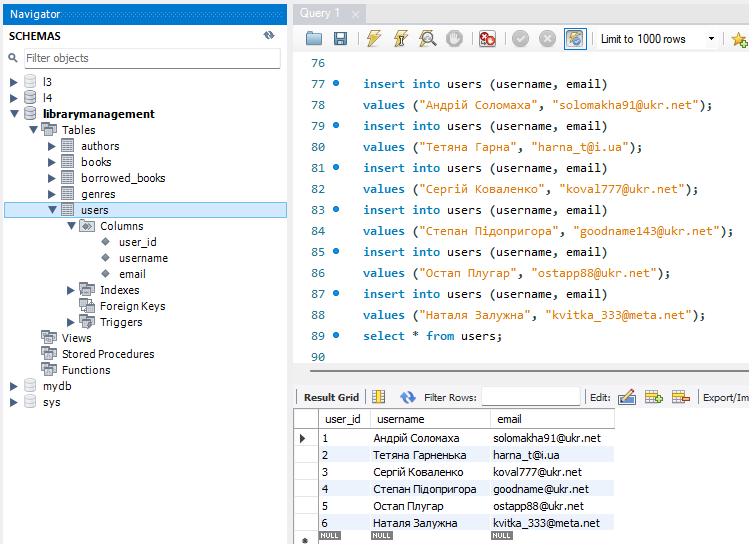 Navigator
SCHEMAS
Filter objects
l3
l4
librarymanagement
Tables
authors
books
borrowed_books
genres
users
Columns
user_id
username
email
Indexes
Foreign Keys
Triggers
Views
Stored Procedures
Functions
mydb
sys
Query 1
Limit to 1000 rows
76
77 insert into users (username, email)
78 values ("Андрій Соломаха", "solomakha91@ukr.net");
79 insert into users (username, email)
80 values ("Тетяна Гарна", "harna_t@i.ua");
81 insert into users (username, email)
82 values ("Сергій Коваленко", "koval777@ukr.net");
83 insert into users (username, email)
84 values ("Степан Підопригора", "goodname143@ukr.net");
85 insert into users (username, email)
86 values ("Остап Плугар", "ostapp88@ukr.net");
87 insert into users (username, email)
88 values ("Наталя Залужна", "kvitka_333@meta.net");
89 select * from users;
90
Result Grid Filter Rows: Edit: Export/Im
user_id username email
1 Андрій Соломаха solomakha91@ukr.net
2 Тетяна Гарненька harna_t@i.ua
3 Сергій Коваленко koval777@ukr.net
4 Степан Підопригора goodname@ukr.net
5 Остап Плугар ostapp88@ukr.net
6 Наталя Залужна kvitka_333@meta.net
NULL NULL NULL